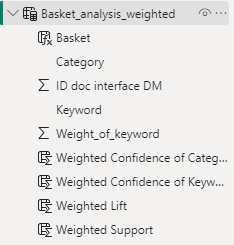 Basket_analysis_weighted
Basket
Category
ID doc interface DM
Keyword
Weight_of_keyword
Weighted Confidence of Categ...
Weighted Confidence of Keyw...
Weighted Lift
Weighted Support